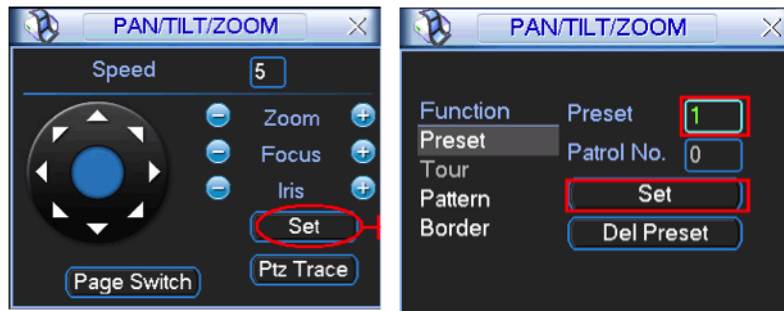 PAN/TILT/ZOOM
Speed 5
Zoom
Focus
Iris
Set
Page Switch
Ptz Trace
PAN/TILT/ZOOM
Function
Preset
Tour
Pattern
Border
Preset 1
Patrol No. 0
Set
Del Preset